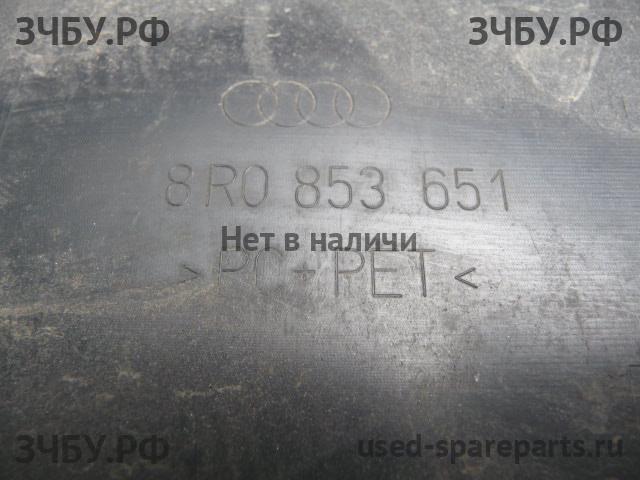 ЗЧБУ.РФ ЗЧБУ.РФ
8R0 853 651
Нет в наличи
>PC+PET<
ЗЧБУ.РФ used-spareparts.ru